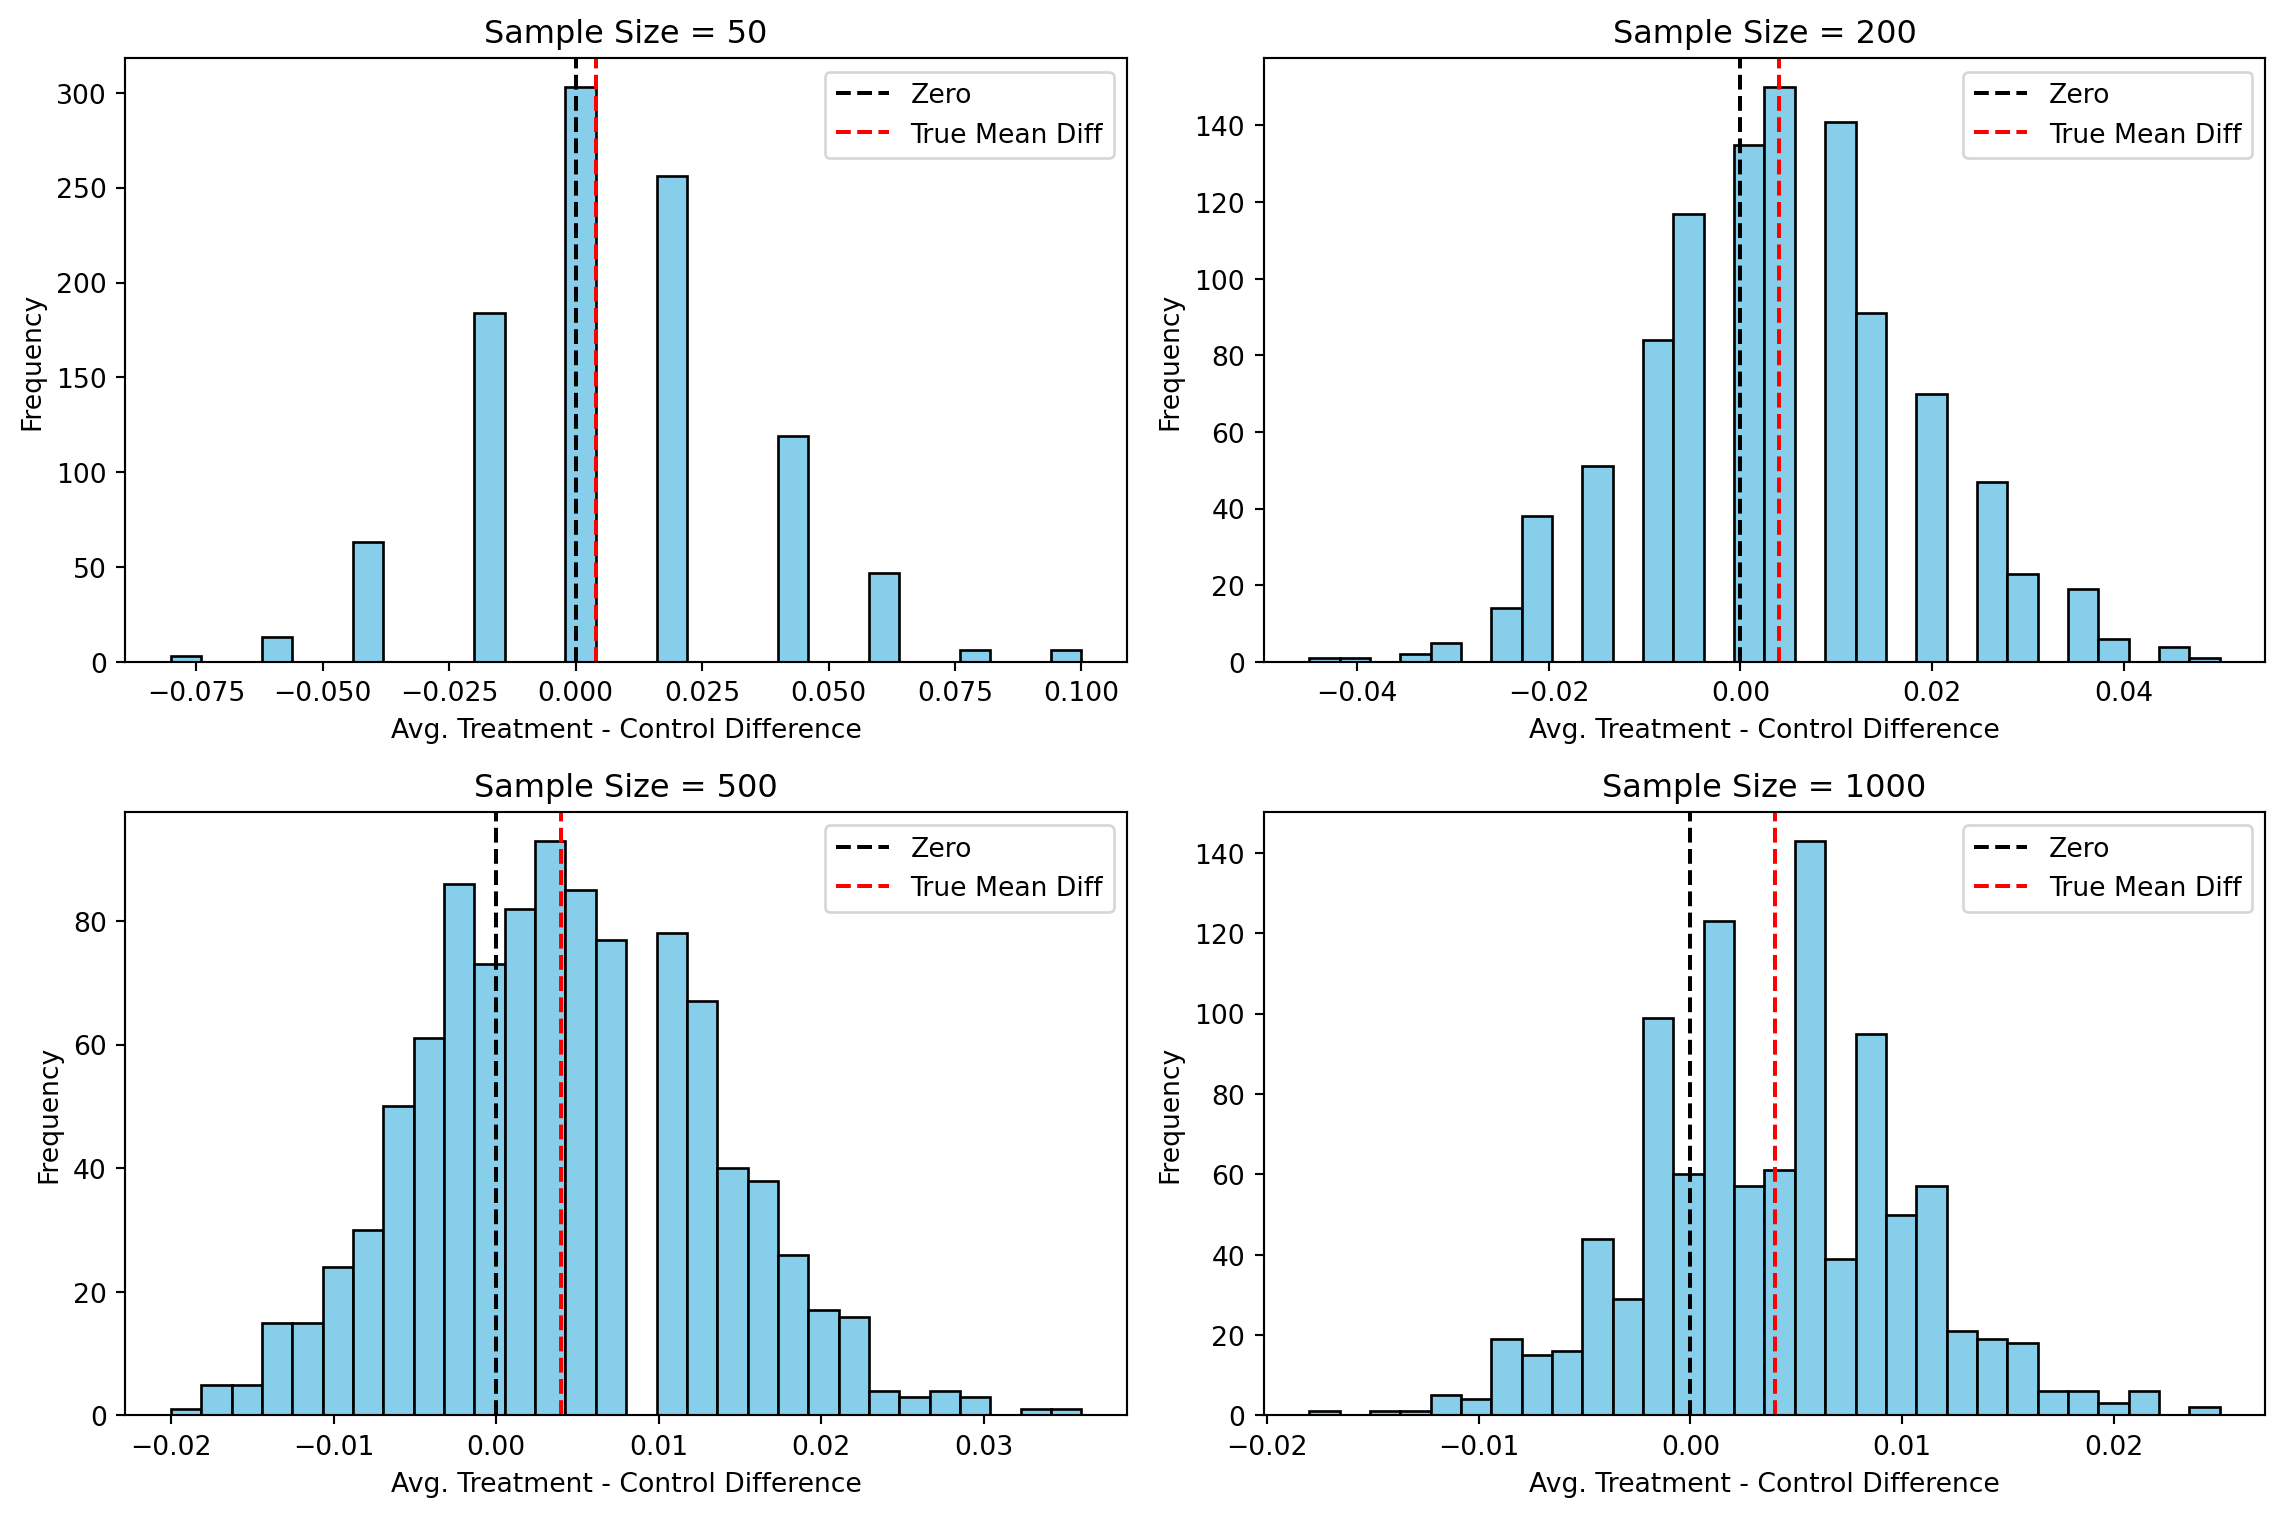 Sample Size = 50
300
250
200
150
100
50
0
Frequency
Zero
True Mean Diff
−0.075 −0.050 −0.025 0.000 0.025 0.050 0.075 0.100
Avg. Treatment - Control Difference
Sample Size = 200
140
120
100
80
60
40
20
0
Frequency
Zero
True Mean Diff
−0.04 −0.02 0.00 0.02 0.04
Avg. Treatment - Control Difference
Sample Size = 500
80
60
40
20
0
Frequency
Zero
True Mean Diff
−0.02 −0.01 0.00 0.01 0.02 0.03
Avg. Treatment - Control Difference
Sample Size = 1000
140
120
100
80
60
40
20
0
Frequency
Zero
True Mean Diff
−0.02 −0.01 0.00 0.01 0.02
Avg. Treatment - Control Difference